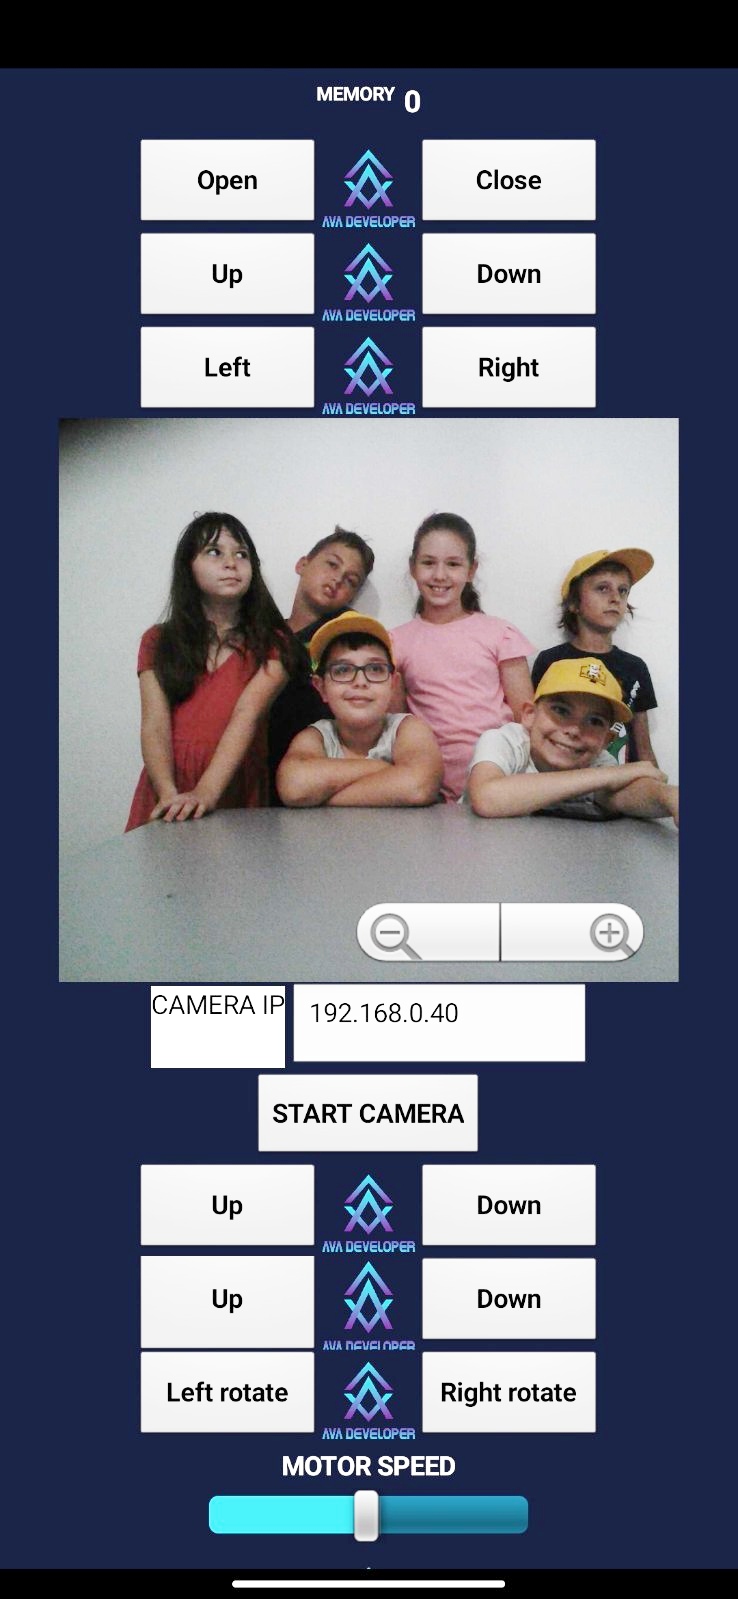 MEMORY 0
Open
AVA DEVELOPER
Close
Up
AVA DEVELOPER
Down
Left
AVA DEVELOPER
Right
CAMERA IP
192.168.0.40
START CAMERA
Up
AVA DEVELOPER
Down
Up
AVA DEVELOPER
Down
Left rotate
AVA DEVELOPER
Right rotate
MOTOR SPEED